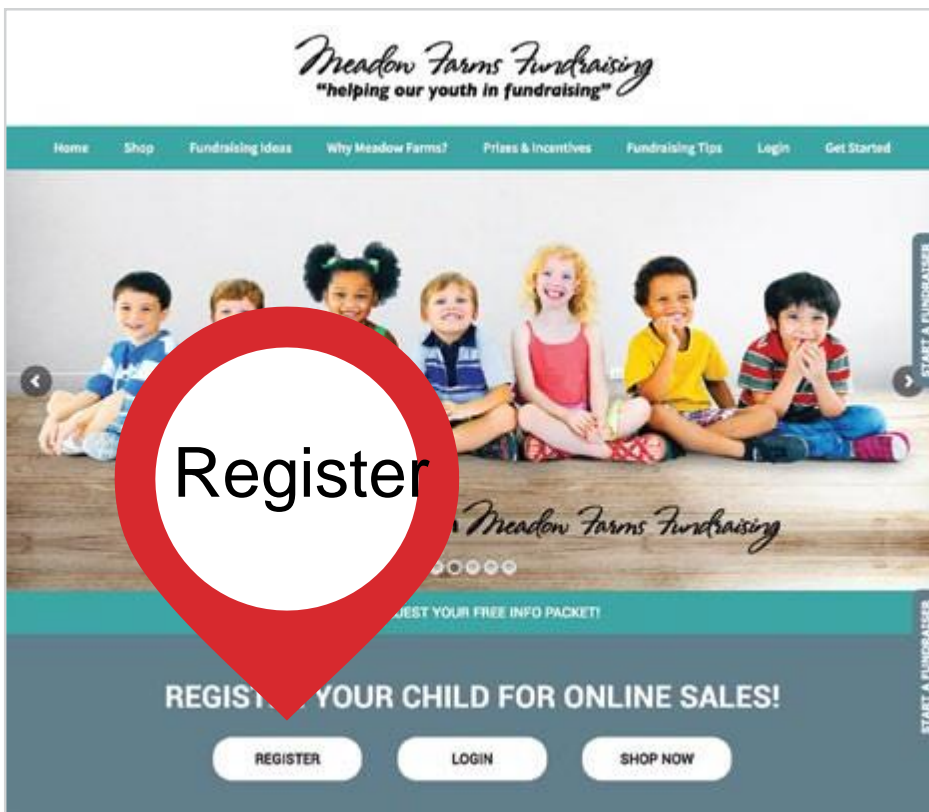 Meadow Farms Fundraising
"helping our youth in fundraising"
Home Shop Fundraising Ideas Why Meadow Farms? Prizes & Incentives Fundraising Tips Login Get Started
START A FUNDRAISER
Register
Meadow Farms Fundraising
YOUR FREE INFO PACKET!
START A FUNDRAISER
YOUR CHILD FOR ONLINE SALES!
REGISTER LOGIN SHOP NOW